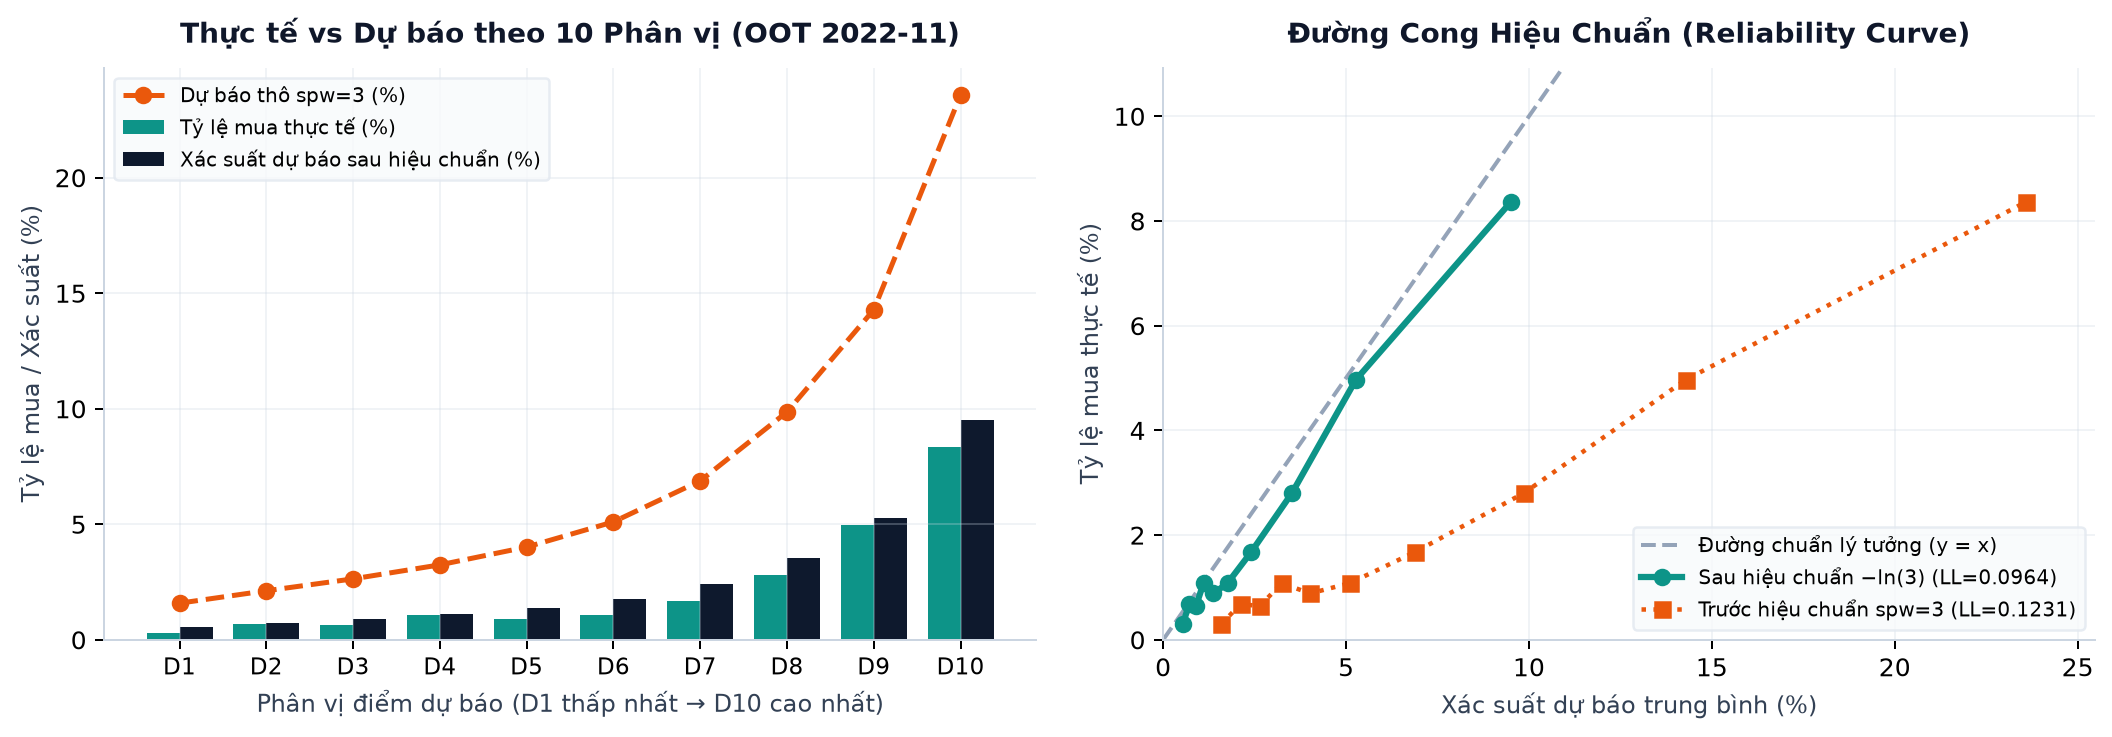 Thực tế vs Dự báo theo 10 Phân vị (OOT 2022-11)
Dự báo thô spw=3 (%)
Tỷ lệ mua thực tế (%)
Xác suất dự báo sau hiệu chuẩn (%)
Tỷ lệ mua / Xác suất (%)
20
15
10
5
0
D1 D2 D3 D4 D5 D6 D7 D8 D9 D10
Phân vị điểm dự báo (D1 thấp nhất → D10 cao nhất)
Đường Cong Hiệu Chuẩn (Reliability Curve)
Tỷ lệ mua thực tế (%)
10
8
6
4
2
0
Đường chuẩn lý tưởng (y = x)
Sau hiệu chuẩn −ln(3) (LL=0.0964)
Trước hiệu chuẩn spw=3 (LL=0.1231)
0 5 10 15 20 25
Xác suất dự báo trung bình (%)